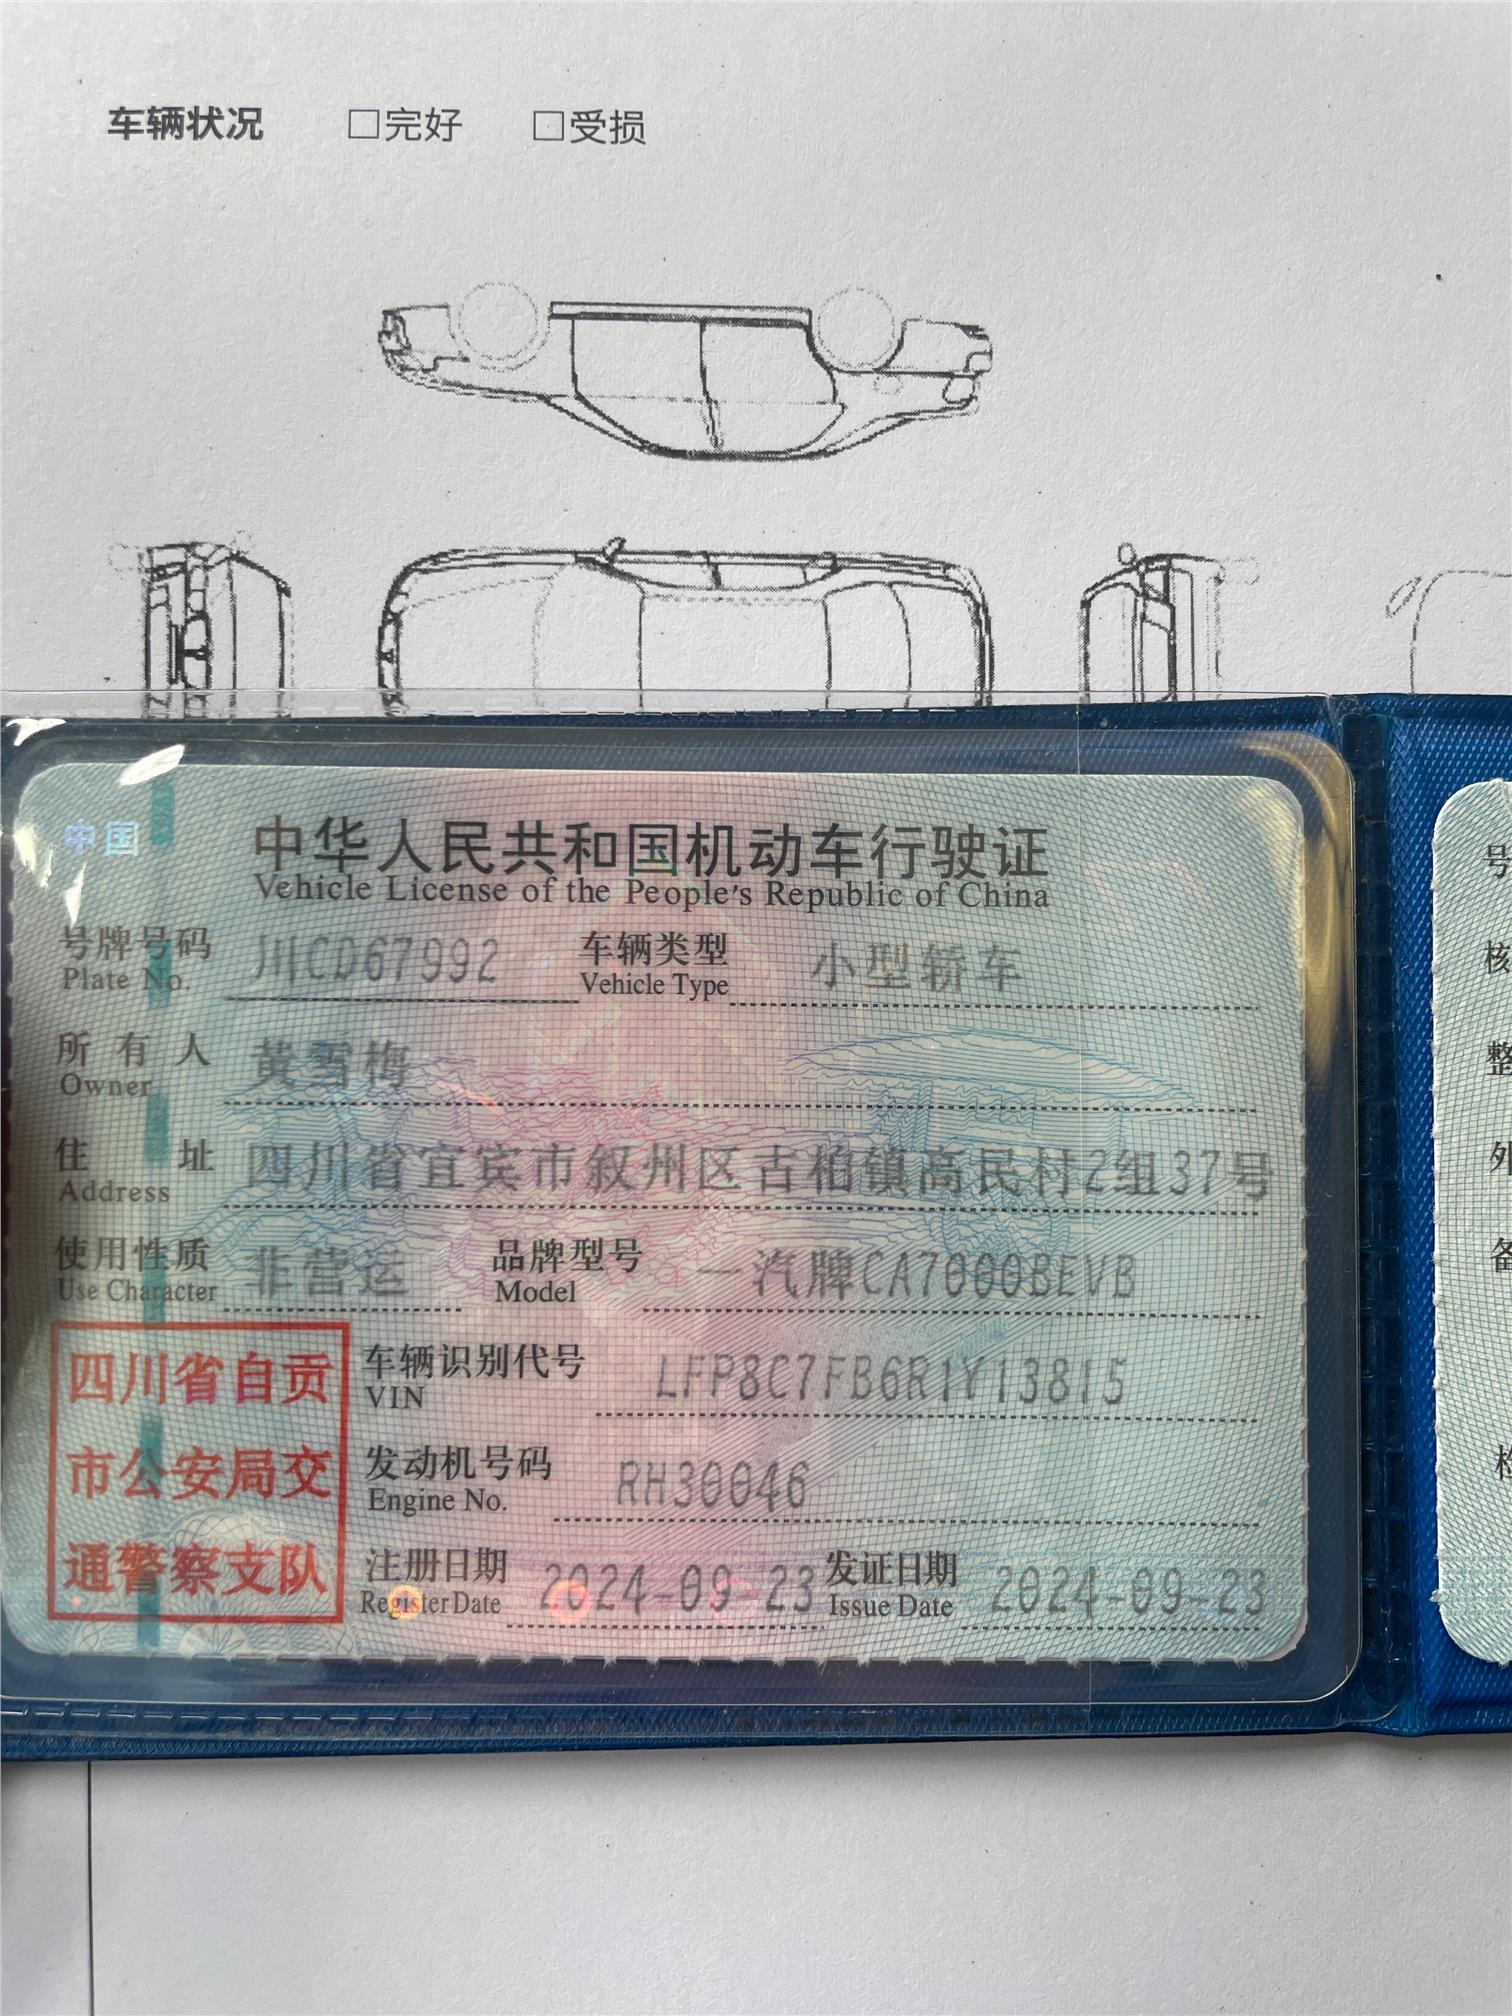 车辆状况 □完好 □受损
中国
中华人民共和国机动车行驶证
Vehicle License of the People's Republic of China
号牌号码 川CD67992 车辆类型 小型轿车
Plate No. Vehicle Type
所有人 黄雪梅
Owner
住址 四川省宜宾市叙州区古柏镇高民村2组37号
Address
使用性质 非营运 品牌型号 一汽牌CA7000BEVB
Use Character Model
四川省自贡
市公安局交
通警察支队
车辆识别代号 LFP8C7FB6R1Y13815
VIN
发动机号码 RH30046
Engine No.
注册日期 2024-09-23 发证日期 2024-09-23
Register Date Issue Date
号
核
整
外
备
检